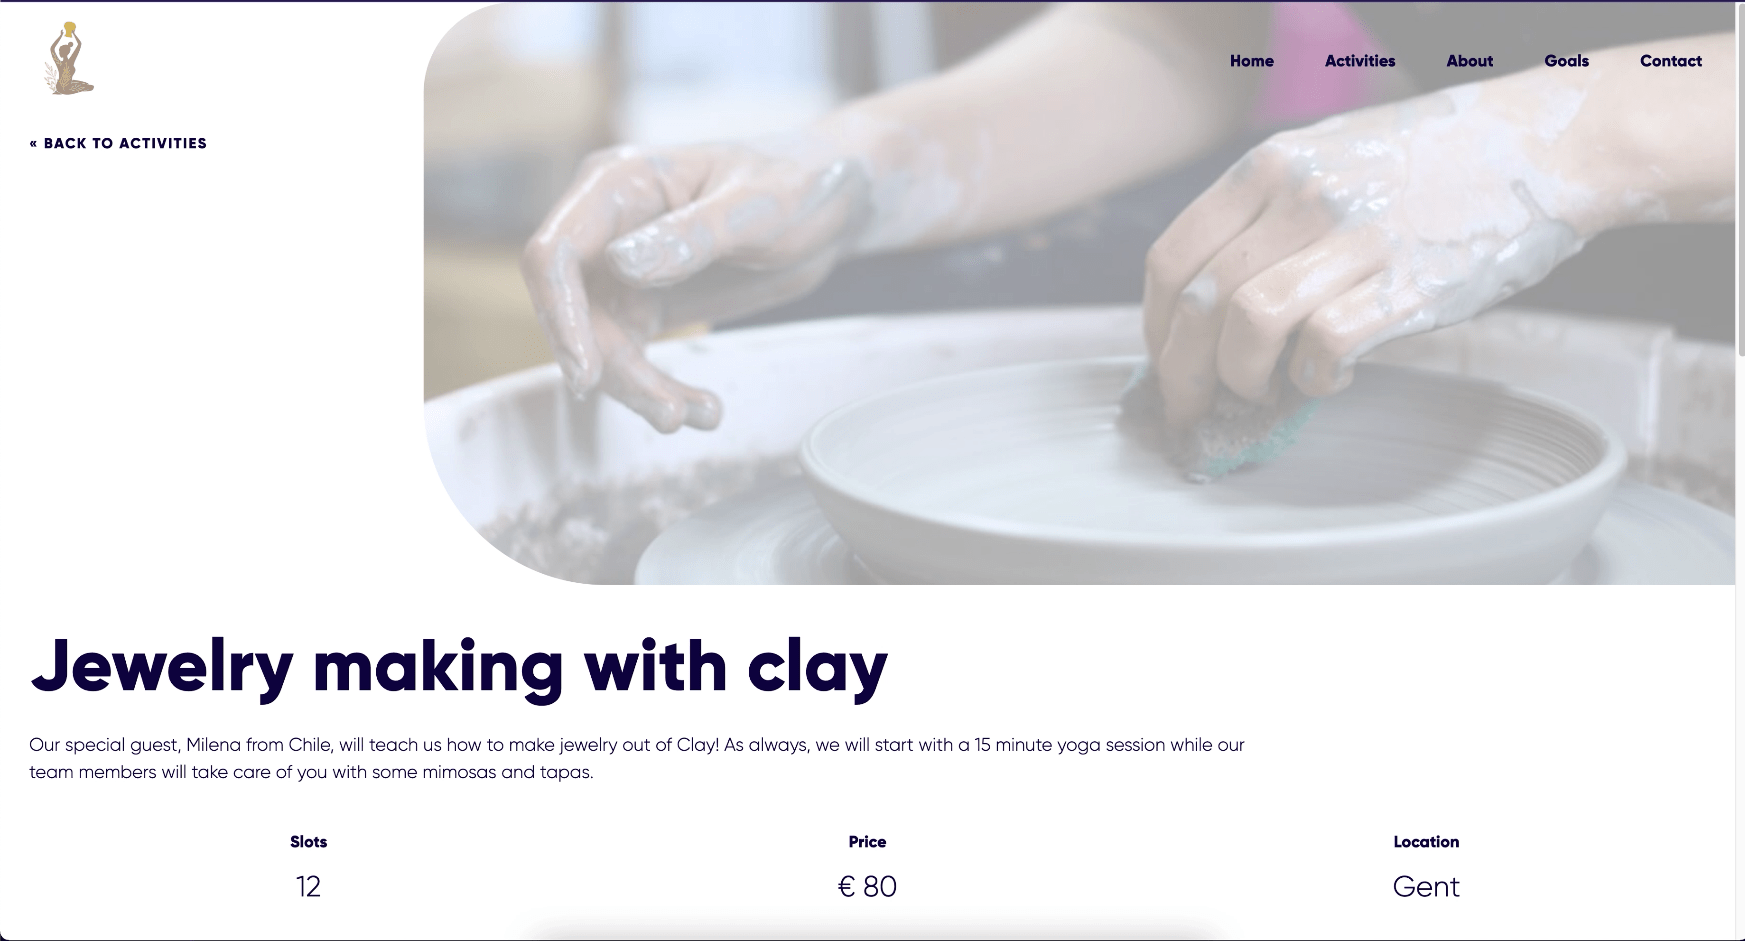 Home Activities About Goals Contact
« BACK TO ACTIVITIES
Jewelry making with clay
Our special guest, Milena from Chile, will teach us how to make jewelry out of Clay! As always, we will start with a 15 minute yoga session while our
team members will take care of you with some mimosas and tapas.
Slots Price Location
12 € 80 Gent